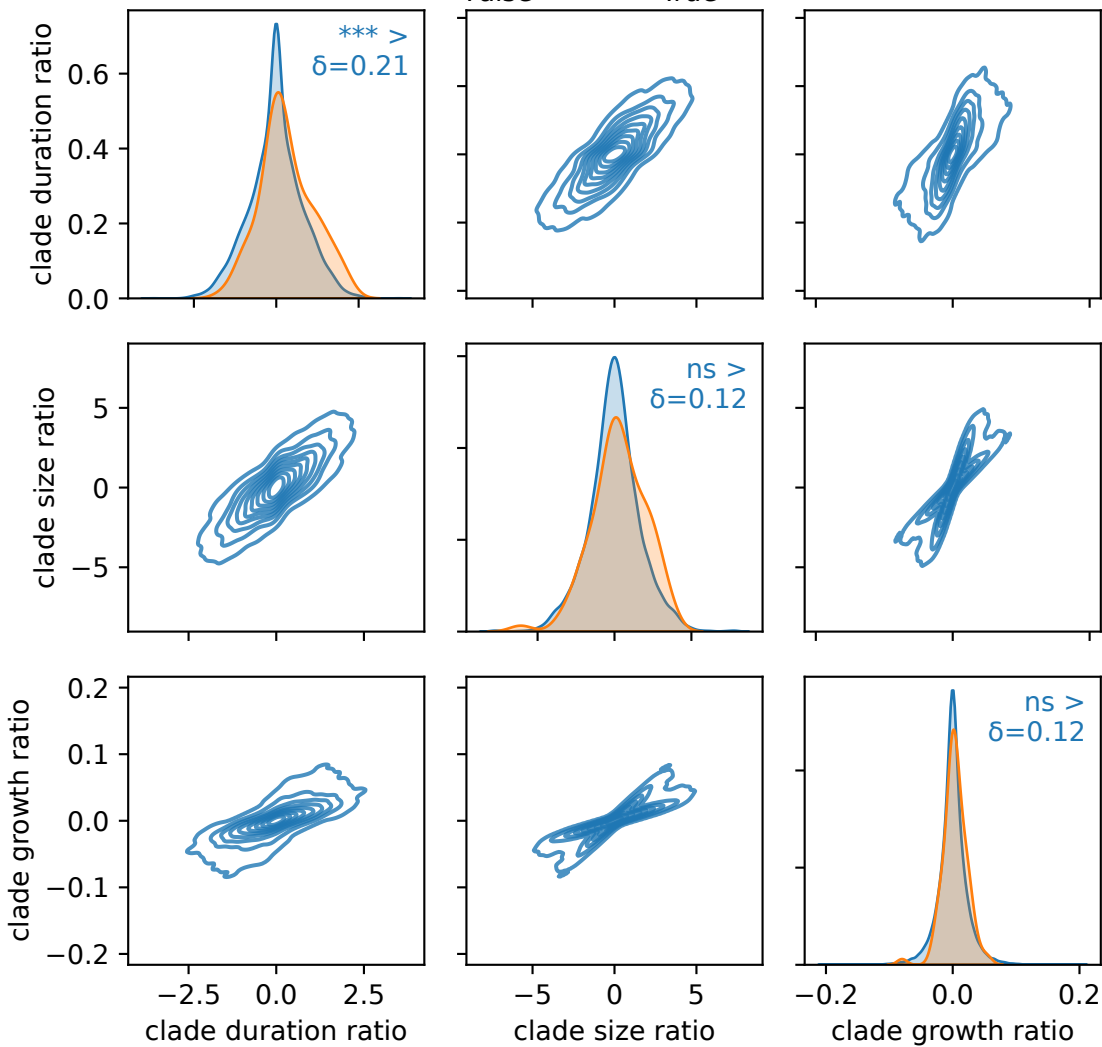 *** >
δ=0.21
clade duration ratio
0.6
0.4
0.2
0.0
ns >
δ=0.12
clade size ratio
5
0
−5
ns >
δ=0.12
clade growth ratio
0.2
0.1
0.0
−0.1
−0.2
−2.5 0.0 2.5
−5 0 5
−0.2 0.0 0.2
clade duration ratio
clade size ratio
clade growth ratio